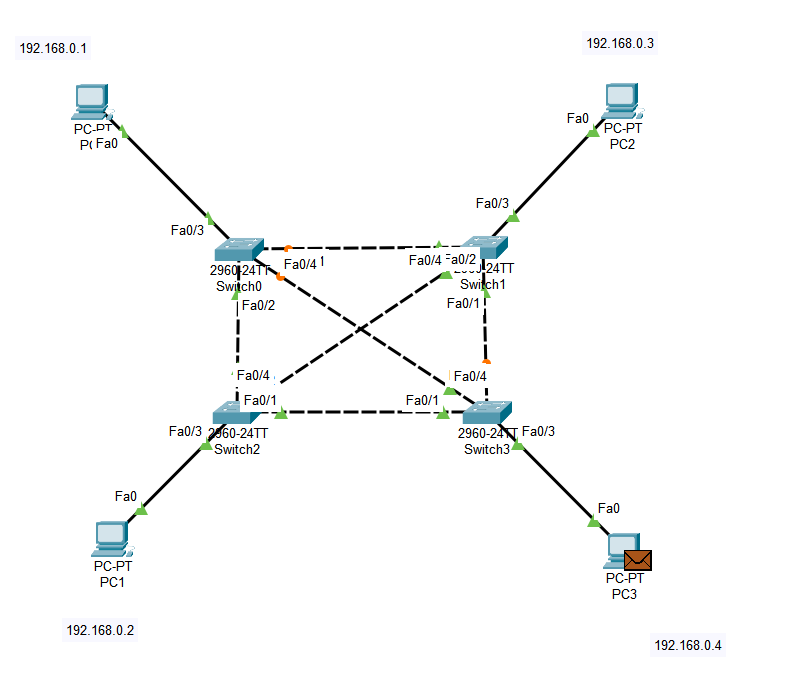 192.168.0.1
192.168.0.3
PC-PT
Fa0
Fa0
PC-PT
PC2
Fa0/3
Fa0/3
Fa0/4
1
Fa0/4
Fa0/2
2960-24TT
Switch0
-24TT
Switch1
Fa0/2
Fa0/1
Fa0/4
Fa0/4
Fa0/1
Fa0/1
Fa0/3
2960-24TT
Switch2
2960-24TT
Switch3
Fa0/3
Fa0
Fa0
PC-PT
PC1
PC-PT
PC3
192.168.0.2
192.168.0.4